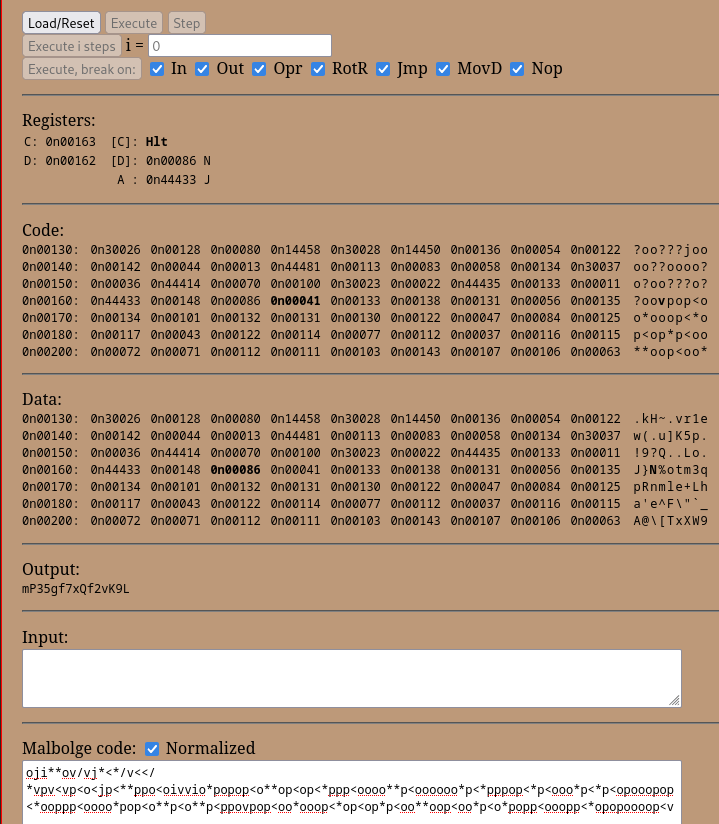 Load/Reset Execute Step
Execute i steps i = 0
Execute, break on: In Out Opr RotR Jmp MovD Nop
Registers:
C: 0n00163 [C]: Hlt
D: 0n00162 [D]: 0n00086 N
A : 0n44433 J
Code:
0n00130: 0n30026 0n00128 0n00080 0n14458 0n30028 0n14450 0n00136 0n00054 0n00122 ?oo???joo
0n00140: 0n00142 0n00044 0n00013 0n44481 0n00113 0n00083 0n00058 0n00134 0n30037 oo??oooo?
0n00150: 0n00036 0n44414 0n00070 0n00100 0n30023 0n00022 0n44435 0n00133 0n00011 o?oo???o?
0n00160: 0n44433 0n00148 0n00086 0n00041 0n00133 0n00138 0n00131 0n00056 0n00135 ?oovpop<o
0n00170: 0n00134 0n00101 0n00132 0n00131 0n00130 0n00122 0n00047 0n00084 0n00125 o*ooop<*o
0n00180: 0n00117 0n00043 0n00122 0n00114 0n00077 0n00112 0n00037 0n00116 0n00115 p<op*p<oo
0n00200: 0n00072 0n00071 0n00112 0n00111 0n00103 0n00143 0n00107 0n00106 0n00063 **oop<oo*
Data:
0n00130: 0n30026 0n00128 0n00080 0n14458 0n30028 0n14450 0n00136 0n00054 0n00122 .kH~.vr1e
0n00140: 0n00142 0n00044 0n00013 0n44481 0n00113 0n00083 0n00058 0n00134 0n30037 w(.u]K5p.
0n00150: 0n00036 0n44414 0n00070 0n00100 0n30023 0n00022 0n44435 0n00133 0n00011 !9?Q..Lo.
0n00160: 0n44433 0n00148 0n00086 0n00041 0n00133 0n00138 0n00131 0n00056 0n00135 J}N%otm3q
0n00170: 0n00134 0n00101 0n00132 0n00131 0n00130 0n00122 0n00047 0n00084 0n00125 pRnmle+Lh
0n00180: 0n00117 0n00043 0n00122 0n00114 0n00077 0n00112 0n00037 0n00116 0n00115 a'e^F\"`_
0n00200: 0n00072 0n00071 0n00112 0n00111 0n00103 0n00143 0n00107 0n00106 0n00063 A@\[TxXW9
Output:
mP35gf7xQf2vK9L
Input:
Malbolge code: Normalized
oji**ov/vj*<*/v<</
*vpv<vp<o<jp<**ppo<oivvio*popop<o**op<op<*ppp<oooo**p<oooooo*p<*pppop<*p<ooo*p<*p<opooopop
<*ooppp<oooo*pop<o**p<o**p<ppovpop<oo*ooop<*op<op*p<oo**oop<oo*p<o*popp<ooopp<*opopoooop<v